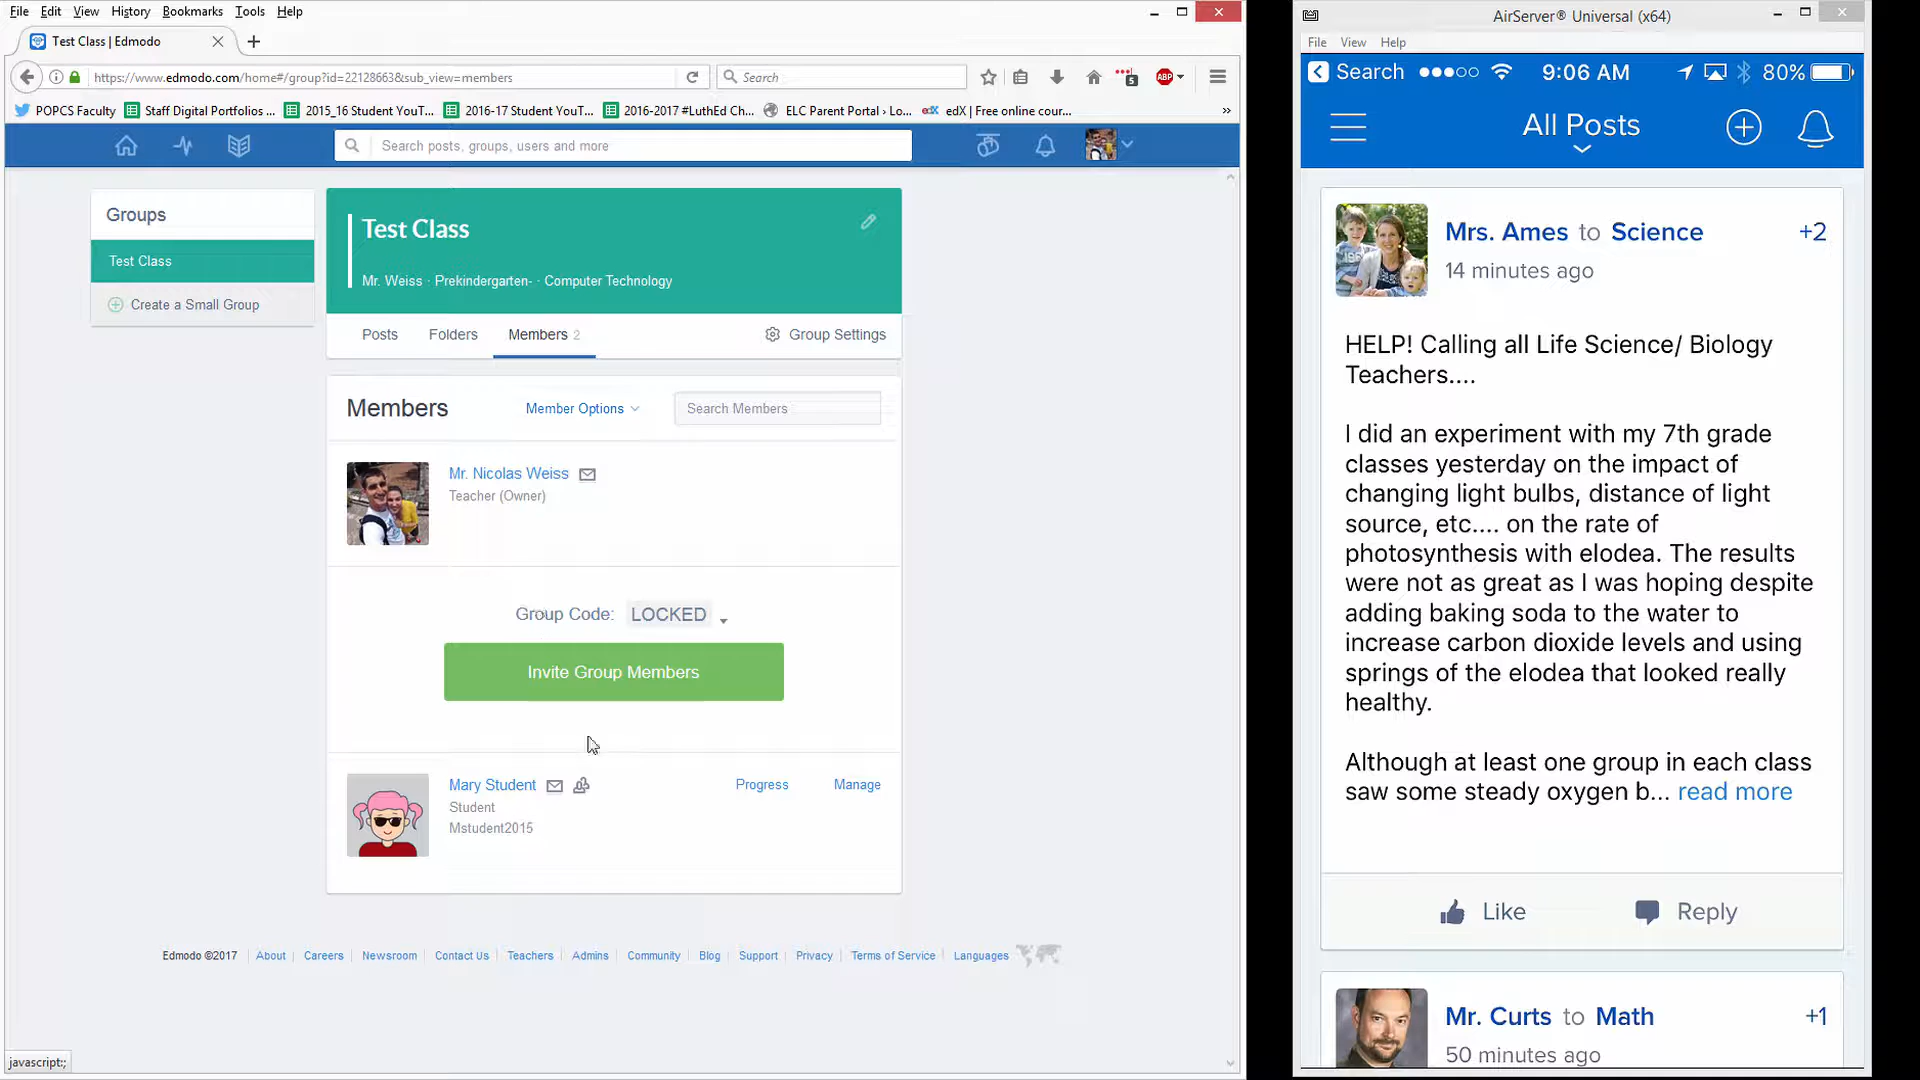 File Edit View History Bookmarks Tools Help
Test Class | Edmodo
https://www.edmodo.com/home#/group?id=22128663&sub_view=members
Search
5
ABP
POPCS Faculty Staff Digital Portfolios ... 2015_16 Student YouT... 2016-17 Student YouT... 2016-2017 #LuthEd Ch... ELC Parent Portal › Lo... edX edX | Free online cour... »
Search posts, groups, users and more
Groups
Test Class
Create a Small Group
Test Class
Mr. Weiss · Prekindergarten- · Computer Technology
Posts Folders Members 2 Group Settings
Members Member Options Search Members
Mr. Nicolas Weiss
Teacher (Owner)
Group Code: LOCKED
Invite Group Members
Mary Student Progress Manage
Student
Mstudent2015
Edmodo ©2017 About Careers Newsroom Contact Us Teachers Admins Community Blog Support Privacy Terms of Service Languages
javascript:;
AirServer® Universal (x64)
File View Help
Search 9:06 AM 80%
All Posts
Mrs. Ames to Science +2
14 minutes ago
HELP! Calling all Life Science/ Biology
Teachers....
I did an experiment with my 7th grade
classes yesterday on the impact of
changing light bulbs, distance of light
source, etc.... on the rate of
photosynthesis with elodea. The results
were not as great as I was hoping despite
adding baking soda to the water to
increase carbon dioxide levels and using
springs of the elodea that looked really
healthy.
Although at least one group in each class
saw some steady oxygen b... read more
Like Reply
Mr. Curts to Math +1
50 minutes ago